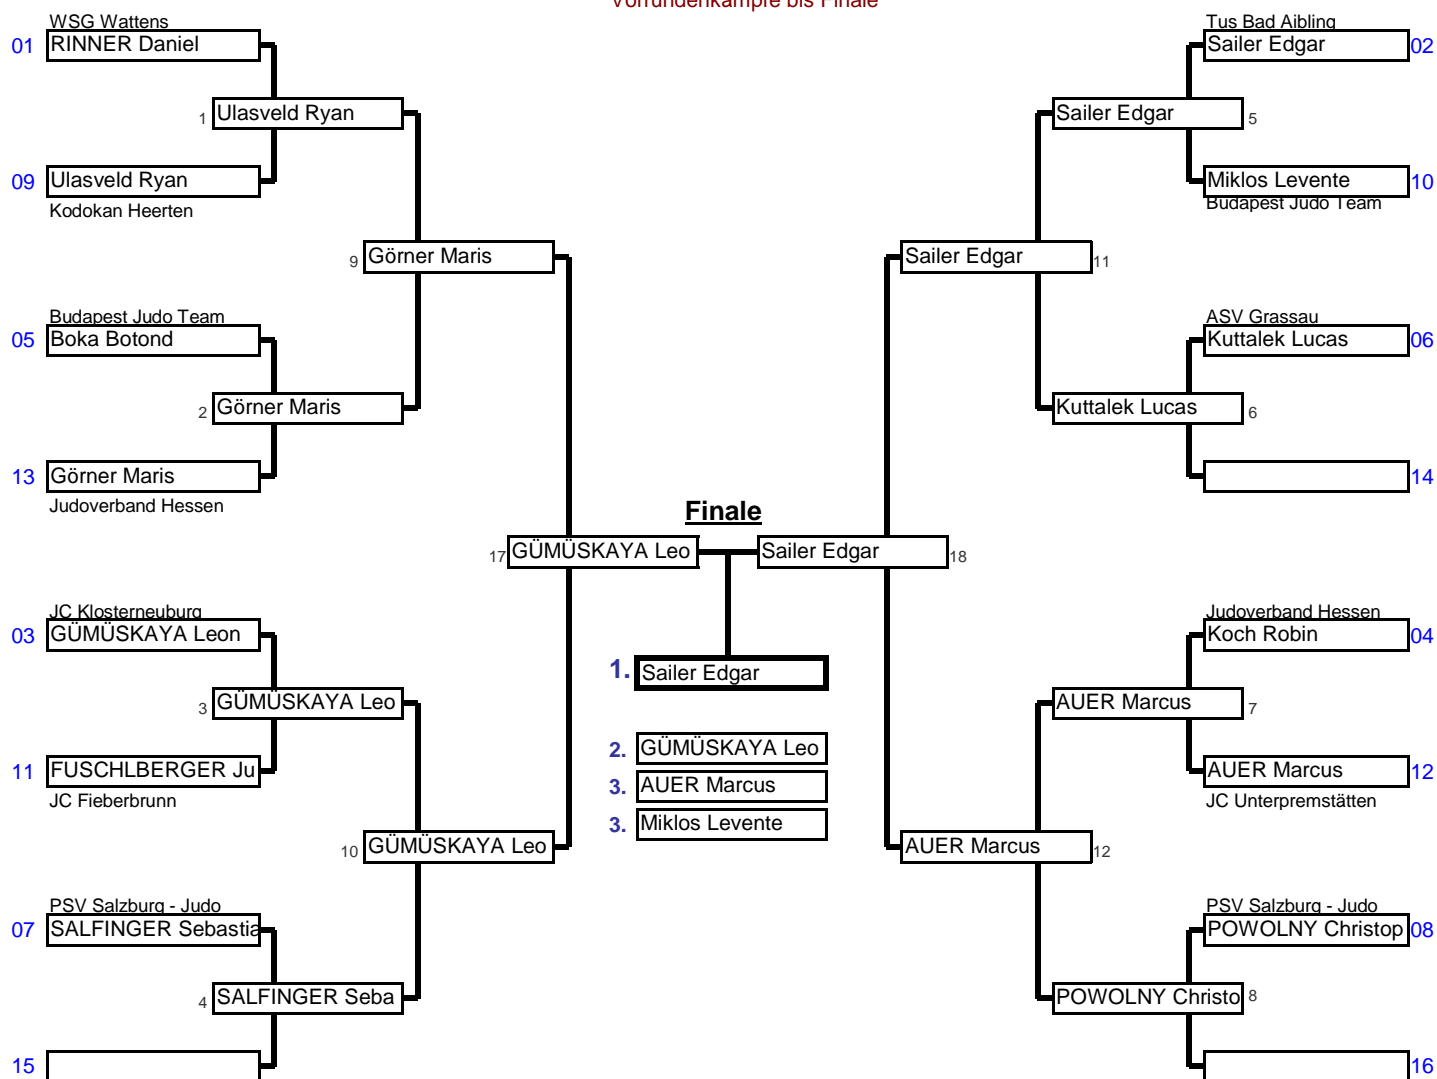 Vorrundenkämpfe bis Finale
WSG Wattens
01 RINNER Daniel
1 Ulasveld Ryan
09 Ulasveld Ryan
Kodokan Heerten
9 Görner Maris
Budapest Judo Team
05 Boka Botond
2 Görner Maris
13 Görner Maris
Judoverband Hessen
17 GÜMÜSKAYA Leo
JC Klosterneuburg
03 GÜMÜSKAYA Leon
3 GÜMÜSKAYA Leo
11 FUSCHLBERGER Ju
JC Fieberbrunn
10 GÜMÜSKAYA Leo
PSV Salzburg - Judo
07 SALFINGER Sebastia
4 SALFINGER Seba
15
Finale
1. Sailer Edgar
2. GÜMÜSKAYA Leo
3. AUER Marcus
3. Miklos Levente
Tus Bad Aibling
Sailer Edgar 02
Sailer Edgar 5
Miklos Levente 10
Budapest Judo Team
Sailer Edgar 11
ASV Grassau
Kuttalek Lucas 06
Kuttalek Lucas 6
14
Sailer Edgar 18
Judoverband Hessen
Koch Robin 04
AUER Marcus 7
AUER Marcus 12
JC Unterpremstätten
AUER Marcus 12
PSV Salzburg - Judo
POWOLNY Christop 08
POWOLNY Christo 8
16